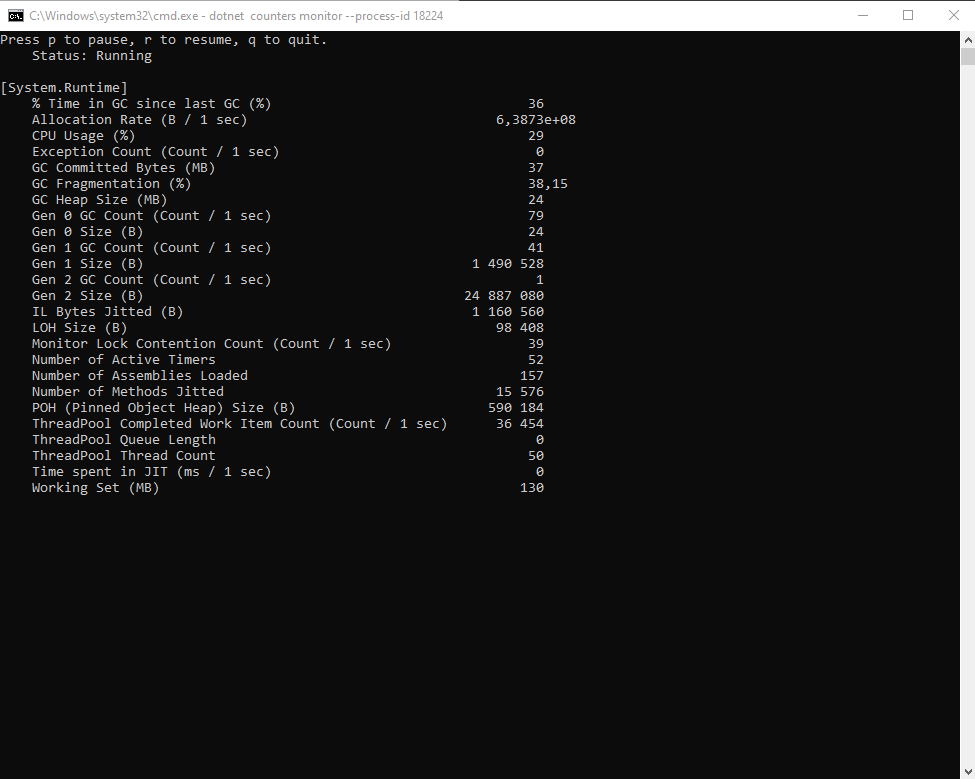 C:\Windows\system32\cmd.exe - dotnet  counters monitor --process-id 18224
Press p to pause, r to resume, q to quit.
    Status: Running
[System.Runtime]
    % Time in GC since last GC (%)                                36
    Allocation Rate (B / 1 sec)                               6,3873e+08
    CPU Usage (%)                                                 29
    Exception Count (Count / 1 sec)                                0
    GC Committed Bytes (MB)                                       37
    GC Fragmentation (%)                                          38,15
    GC Heap Size (MB)                                             24
    Gen 0 GC Count (Count / 1 sec)                                79
    Gen 0 Size (B)                                                24
    Gen 1 GC Count (Count / 1 sec)                                41
    Gen 1 Size (B)                                         1 490 528
    Gen 2 GC Count (Count / 1 sec)                                 1
    Gen 2 Size (B)                                        24 887 080
    IL Bytes Jitted (B)                                    1 160 560
    LOH Size (B)                                              98 408
    Monitor Lock Contention Count (Count / 1 sec)                 39
    Number of Active Timers                                       52
    Number of Assemblies Loaded                                  157
    Number of Methods Jitted                                  15 576
    POH (Pinned Object Heap) Size (B)                        590 184
    ThreadPool Completed Work Item Count (Count / 1 sec)      36 454
    ThreadPool Queue Length                                        0
    ThreadPool Thread Count                                       50
    Time spent in JIT (ms / 1 sec)                                 0
    Working Set (MB)                                             130